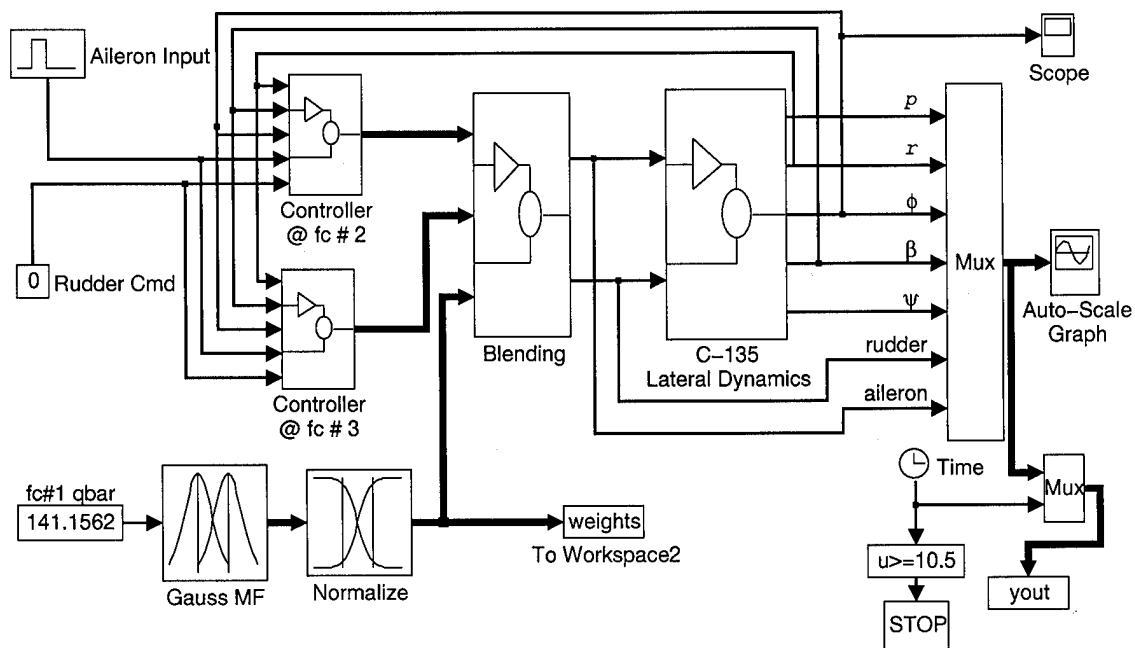 Aileron Input
Scope
Controller
@ fc # 2
0
Rudder Cmd
Controller
@ fc # 3
Blending
C-135
Lateral Dynamics
p
r
ϕ
β
ψ
rudder
aileron
Mux
Auto-Scale
Graph
fc#1 qbar
141.1562
Gauss MF
Normalize
weights
To Workspace2
Time
Mux
u>=10.5
STOP
yout